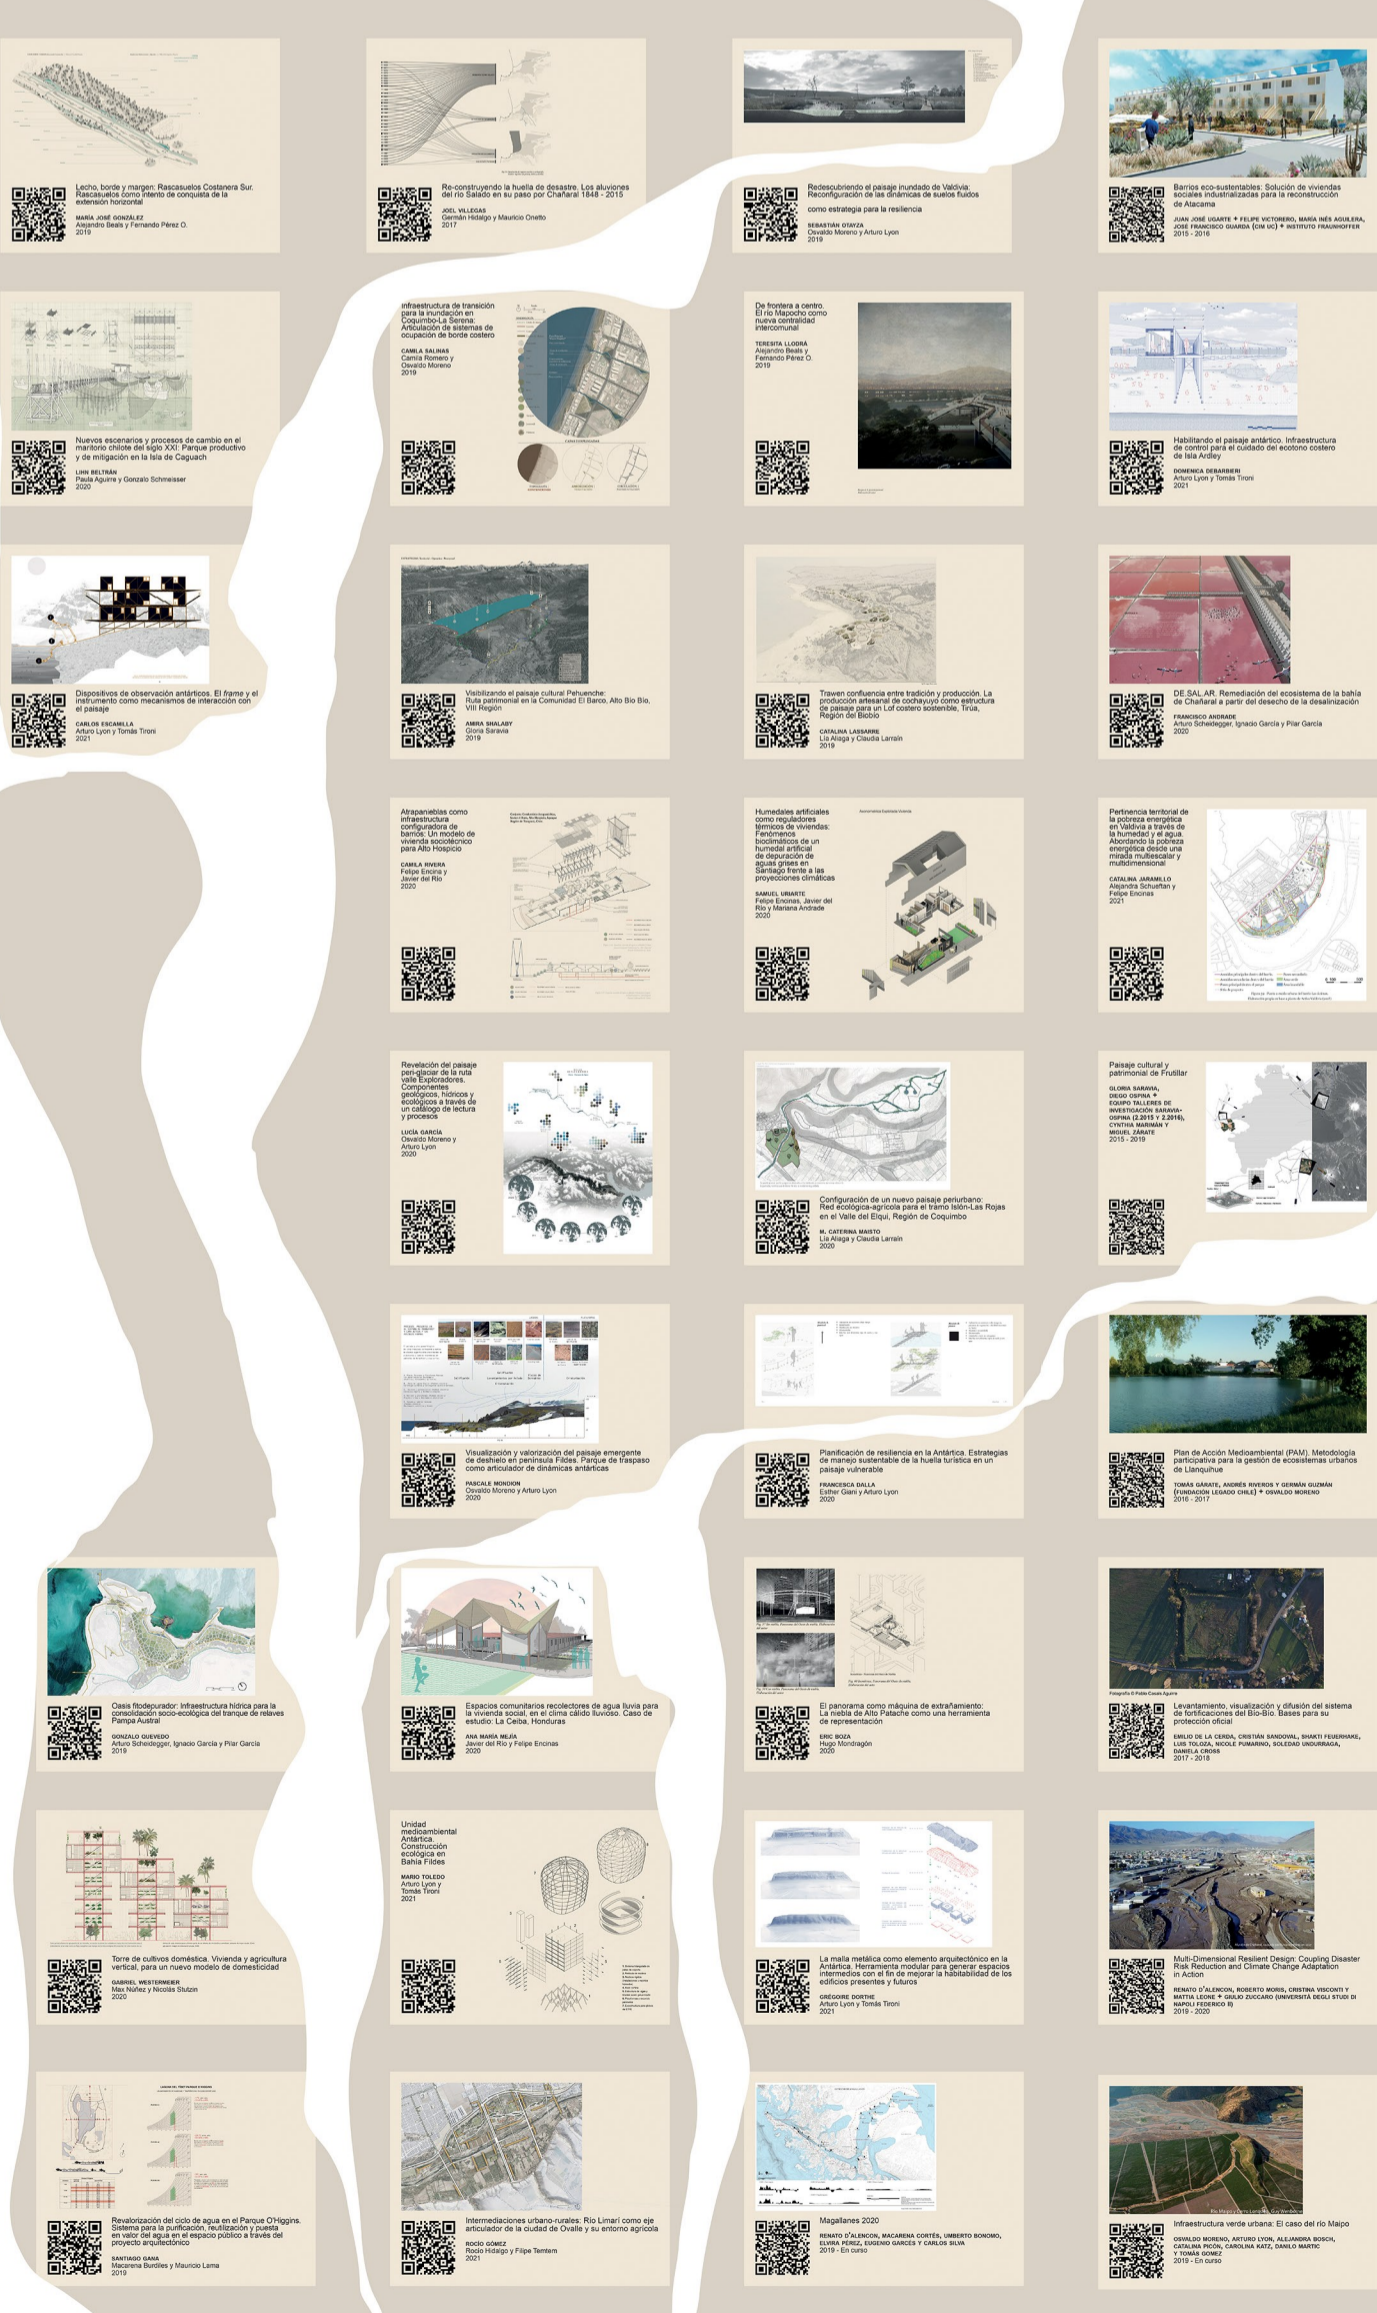 Lecho, borde y margen: Rascasuelos Costanera Sur.
Rascasuelos como intento de conquista de la
extensión horizontal
MARÍA JOSÉ GONZÁLEZ
Alejandro Beals y Fernando Pérez O.
2019
Re-construyendo la huella de desastre. Los aluviones
del río Salado en su paso por Chañaral 1848 - 2015
JOEL VILLEGAS
Germán Hidalgo y Mauricio Onetto
2017
Redescubriendo el paisaje inundado de Valdivia:
Reconfiguración de las dinámicas de suelos fluidos
como estrategia para la resiliencia
SEBASTIÁN OTAYZA
Osvaldo Moreno y Arturo Lyon
2019
Barrios eco-sustentables: Solución de viviendas
sociales industrializadas para la reconstrucción
de Atacama
JUAN JOSÉ UGARTE + FELIPE VICTORERO, MARÍA INÉS AGUILERA,
JOSÉ FRANCISCO GUARDA (CIM UC) + INSTITUTO FRAUNHOFFER
2015 - 2016
Nuevos escenarios y procesos de cambio en el
maritorio chilote del siglo XXI: Parque productivo
y de mitigación en la Isla de Caguach
LIHN BELTRÁN
Paula Aguirre y Gonzalo Schmeisser
2020
Infraestructura de transición
para la inundación en
Coquimbo-La Serena:
Articulación de sistemas de
ocupación de borde costero
CAMILA SALINAS
Camila Romero y
Osvaldo Moreno
2019
De frontera a centro.
El río Mapocho como
nueva centralidad
intercomunal
TERESITA LLODRÁ
Alejandro Beals y
Fernando Pérez O.
2019
Habilitando el paisaje antártico. Infraestructura
de control para el cuidado del ecotono costero
de Isla Ardley
DOMENICA DEBARBIERI
Arturo Lyon y Tomás Tironi
2021
Dispositivos de observación antárticos. El frame y el
instrumento como mecanismos de interacción con
el paisaje
CARLOS ESCAMILLA
Arturo Lyon y Tomás Tironi
2021
Visibilizando el paisaje cultural Pehuenche:
Ruta patrimonial en la Comunidad El Barco, Alto Bío Bío,
VIII Región
AMIRA SHALABY
Gloria Saravia
2019
Trawen confluencia entre tradición y producción. La
producción artesanal de cochayuyo como estructura
de paisaje para un Lof costero sostenible, Tirúa,
Región del Biobío
CATALINA LASSARRE
Lía Aliaga y Claudia Larraín
2019
DE.SAL.AR. Remediación del ecosistema de la bahía
de Chañaral a partir del desecho de la desalinización
FRANCISCO ANDRADE
Arturo Scheidegger, Ignacio García y Pilar García
2020
Atrapanieblas como
infraestructura
configuradora de
barrios: Un modelo de
vivienda sociotécnico
para Alto Hospicio
CAMILA RIVERA
Felipe Encina y
Javier del Río
2020
Humedales artificiales
como reguladores
térmicos de viviendas:
Fenómenos
bioclimáticos de un
humedal artificial
de depuración de
aguas grises en
Santiago frente a las
proyecciones climáticas
SAMUEL URIARTE
Felipe Encinas, Javier del
Río y Mariana Andrade
2020
Axonométrica Explotada Vivienda
Pertinencia territorial de
la pobreza energética
en Valdivia a través de
la humedad y el agua.
Abordando la pobreza
energética desde una
mirada multiescalar y
multidimensional
CATALINA JARAMILLO
Alejandra Schueftan y
Felipe Encinas
2021
Revelación del paisaje
peri-glaciar de la ruta
valle Exploradores.
Componentes
geológicos, hídricos y
ecológicos a través de
un catálogo de lectura
y procesos
LUCÍA GARCÍA
Osvaldo Moreno y
Arturo Lyon
2020
Configuración de un nuevo paisaje periurbano:
Red ecológica-agrícola para el tramo Islón-Las Rojas
en el Valle del Elqui, Región de Coquimbo
M. CATERINA MAISTO
Lía Aliaga y Claudia Larraín
2020
Paisaje cultural y
patrimonial de Frutillar
GLORIA SARAVIA,
DIEGO OSPINA +
EQUIPO TALLERES DE
INVESTIGACIÓN SARAVIA-
OSPINA (2.2015 Y 2.2016),
CYNTHIA MARIMÁN Y
MIGUEL ZÁRATE
2015 - 2019
Visualización y valorización del paisaje emergente
de deshielo en península Fildes. Parque de traspaso
como articulador de dinámicas antárticas
PASCALE MONDION
Osvaldo Moreno y Arturo Lyon
2020
Planificación de resiliencia en la Antártica. Estrategias
de manejo sustentable de la huella turística en un
paisaje vulnerable
FRANCESCA DALLA
Esther Giani y Arturo Lyon
2020
Plan de Acción Medioambiental (PAM). Metodología
participativa para la gestión de ecosistemas urbanos
de Llanquihue
TOMÁS GÁRATE, ANDRÉS RIVEROS Y GERMÁN GUZMÁN
(FUNDACIÓN LEGADO CHILE) + OSVALDO MORENO
2016 - 2017
Oasis fitodepurador: Infraestructura hídrica para la
consolidación socio-ecológica del tranque de relaves
Pampa Austral
GONZALO QUEVEDO
Arturo Scheidegger, Ignacio García y Pilar García
2019
Espacios comunitarios recolectores de agua lluvia para
la vivienda social, en el clima cálido lluvioso. Caso de
estudio: La Ceiba, Honduras
ANA MARÍA MEJÍA
Javier del Río y Felipe Encinas
2020
El panorama como máquina de extrañamiento:
La niebla de Alto Patache como una herramienta
de representación
ERIC BOZA
Hugo Mondragón
2020
Fotografía © Pablo Casals Aguirre
Levantamiento, visualización y difusión del sistema
de fortificaciones del Bío-Bío. Bases para su
protección oficial
EMILIO DE LA CERDA, CRISTIÁN SANDOVAL, SHAKTI FEUERHAKE,
LUIS TOLOZA, NICOLE PUMARINO, SOLEDAD UNDURRAGA,
DANIELA CROSS
2017 - 2018
Torre de cultivos doméstica. Vivienda y agricultura
vertical, para un nuevo modelo de domesticidad
GABRIEL WESTERMEIER
Max Núñez y Nicolás Stutzin
2020
Unidad
medioambiental
Antártica.
Construcción
ecológica en
Bahía Fildes
MARIO TOLEDO
Arturo Lyon y
Tomás Tironi
2021
La malla metálica como elemento arquitectónico en la
Antártica. Herramienta modular para generar espacios
intermedios con el fin de mejorar la habitabilidad de los
edificios presentes y futuros
GRÉGOIRE DORTHE
Arturo Lyon y Tomás Tironi
2021
Multi-Dimensional Resilient Design: Coupling Disaster
Risk Reduction and Climate Change Adaptation
in Action
RENATO D'ALENCON, ROBERTO MORIS, CRISTINA VISCONTI Y
MATTIA LEONE + GIULIO ZUCCARO (UNIVERSITÀ DEGLI STUDI DI
NAPOLI FEDERICO II)
2019 - 2020
Revalorización del ciclo de agua en el Parque O'Higgins.
Sistema para la purificación, reutilización y puesta
en valor del agua en el espacio público a través del
proyecto arquitectónico
SANTIAGO GANA
Macarena Burdiles y Mauricio Lama
2019
Intermediaciones urbano-rurales: Río Limarí como eje
articulador de la ciudad de Ovalle y su entorno agrícola
ROCÍO GÓMEZ
Rocío Hidalgo y Filipe Temtem
2021
Magallanes 2020
RENATO D'ALENCON, MACARENA CORTÉS, UMBERTO BONOMO,
ELVIRA PÉREZ, EUGENIO GARCÉS Y CARLOS SILVA
2019 - En curso
Infraestructura verde urbana: El caso del río Maipo
OSVALDO MORENO, ARTURO LYON, ALEJANDRA BOSCH,
CATALINA PICÓN, CAROLINA KATZ, DANILO MARTIC
Y TOMÁS GOMEZ
2019 - En curso